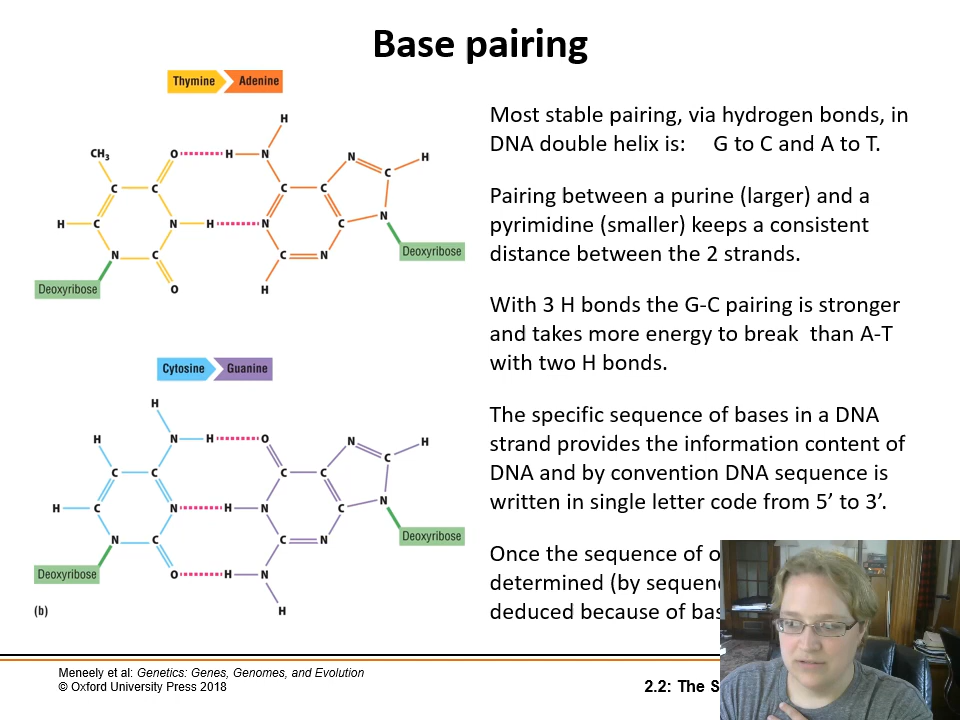 Base pairing
Thymine Adenine
H
CH3 O H N N H
C
C C C C
H C N H N C N
N C C N Deoxyribose
Deoxyribose O H
Cytosine Guanine
H
H N H O N H
C
C C C C
H C N H N C N
N C C N Deoxyribose
Deoxyribose O H N
(b) H
Most stable pairing, via hydrogen bonds, in
DNA double helix is: G to C and A to T.
Pairing between a purine (larger) and a
pyrimidine (smaller) keeps a consistent
distance between the 2 strands.
With 3 H bonds the G-C pairing is stronger
and takes more energy to break than A-T
with two H bonds.
The specific sequence of bases in a DNA
strand provides the information content of
DNA and by convention DNA sequence is
written in single letter code from 5’ to 3’.
Once the sequence of
determined (by
deduced because of
Meneely et al: Genetics: Genes, Genomes, and Evolution
© Oxford University Press 2018
2.2: The